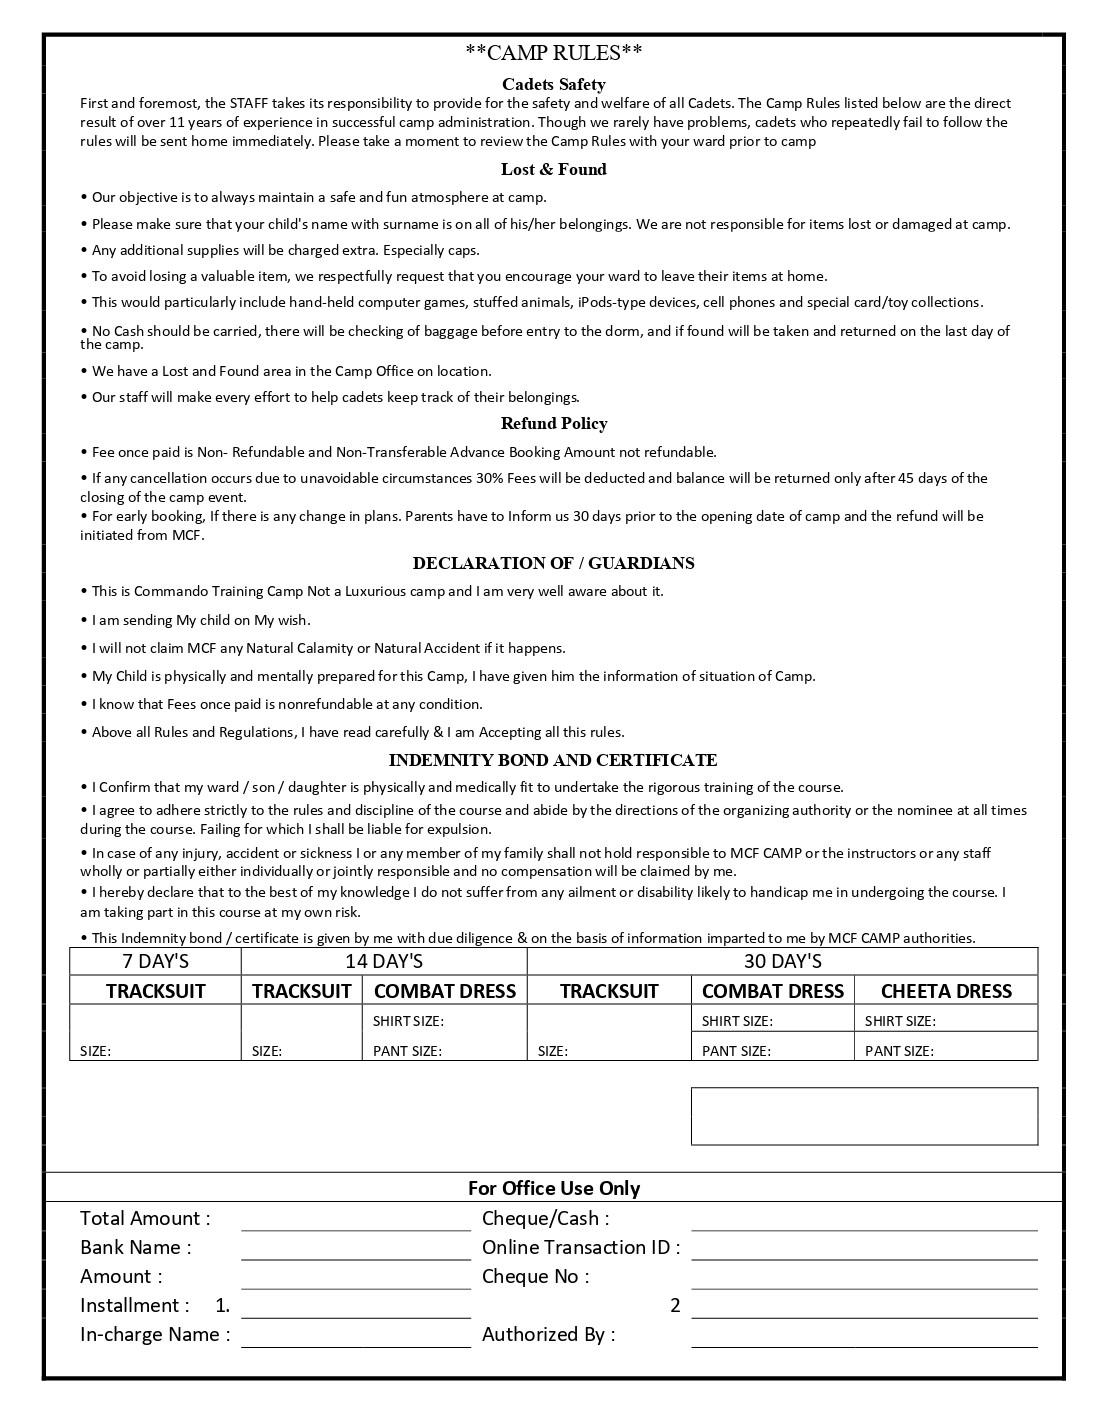 **CAMP RULES**
Cadets Safety
First and foremost, the STAFF takes its responsibility to provide for the safety and welfare of all Cadets. The Camp Rules listed below are the direct
result of over 11 years of experience in successful camp administration. Though we rarely have problems, cadets who repeatedly fail to follow the
rules will be sent home immediately. Please take a moment to review the Camp Rules with your ward prior to camp
Lost & Found
• Our objective is to always maintain a safe and fun atmosphere at camp.
• Please make sure that your child's name with surname is on all of his/her belongings. We are not responsible for items lost or damaged at camp.
• Any additional supplies will be charged extra. Especially caps.
• To avoid losing a valuable item, we respectfully request that you encourage your ward to leave their items at home.
• This would particularly include hand-held computer games, stuffed animals, iPods-type devices, cell phones and special card/toy collections.
• No Cash should be carried, there will be checking of baggage before entry to the dorm, and if found will be taken and returned on the last day of
the camp.
• We have a Lost and Found area in the Camp Office on location.
• Our staff will make every effort to help cadets keep track of their belongings.
Refund Policy
• Fee once paid is Non- Refundable and Non-Transferable Advance Booking Amount not refundable.
• If any cancellation occurs due to unavoidable circumstances 30% Fees will be deducted and balance will be returned only after 45 days of the
closing of the camp event.
• For early booking, If there is any change in plans. Parents have to Inform us 30 days prior to the opening date of camp and the refund will be
initiated from MCF.
DECLARATION OF / GUARDIANS
• This is Commando Training Camp Not a Luxurious camp and I am very well aware about it.
• I am sending My child on My wish.
• I will not claim MCF any Natural Calamity or Natural Accident if it happens.
• My Child is physically and mentally prepared for this Camp, I have given him the information of situation of Camp.
• I know that Fees once paid is nonrefundable at any condition.
• Above all Rules and Regulations, I have read carefully & I am Accepting all this rules.
INDEMNITY BOND AND CERTIFICATE
• I Confirm that my ward / son / daughter is physically and medically fit to undertake the rigorous training of the course.
• I agree to adhere strictly to the rules and discipline of the course and abide by the directions of the organizing authority or the nominee at all times
during the course. Failing for which I shall be liable for expulsion.
• In case of any injury, accident or sickness I or any member of my family shall not hold responsible to MCF CAMP or the instructors or any staff
wholly or partially either individually or jointly responsible and no compensation will be claimed by me.
• I hereby declare that to the best of my knowledge I do not suffer from any ailment or disability likely to handicap me in undergoing the course. I
am taking part in this course at my own risk.
• This Indemnity bond / certificate is given by me with due diligence & on the basis of information imparted to me by MCF CAMP authorities.
7 DAY'S 14 DAY'S 30 DAY'S
TRACKSUIT TRACKSUIT COMBAT DRESS TRACKSUIT COMBAT DRESS CHEETA DRESS
SHIRT SIZE: SHIRT SIZE: SHIRT SIZE:
SIZE: SIZE: PANT SIZE: SIZE: PANT SIZE: PANT SIZE:
For Office Use Only
Total Amount : Cheque/Cash :
Bank Name : Online Transaction ID :
Amount : Cheque No :
Installment : 1. 2
In-charge Name : Authorized By :